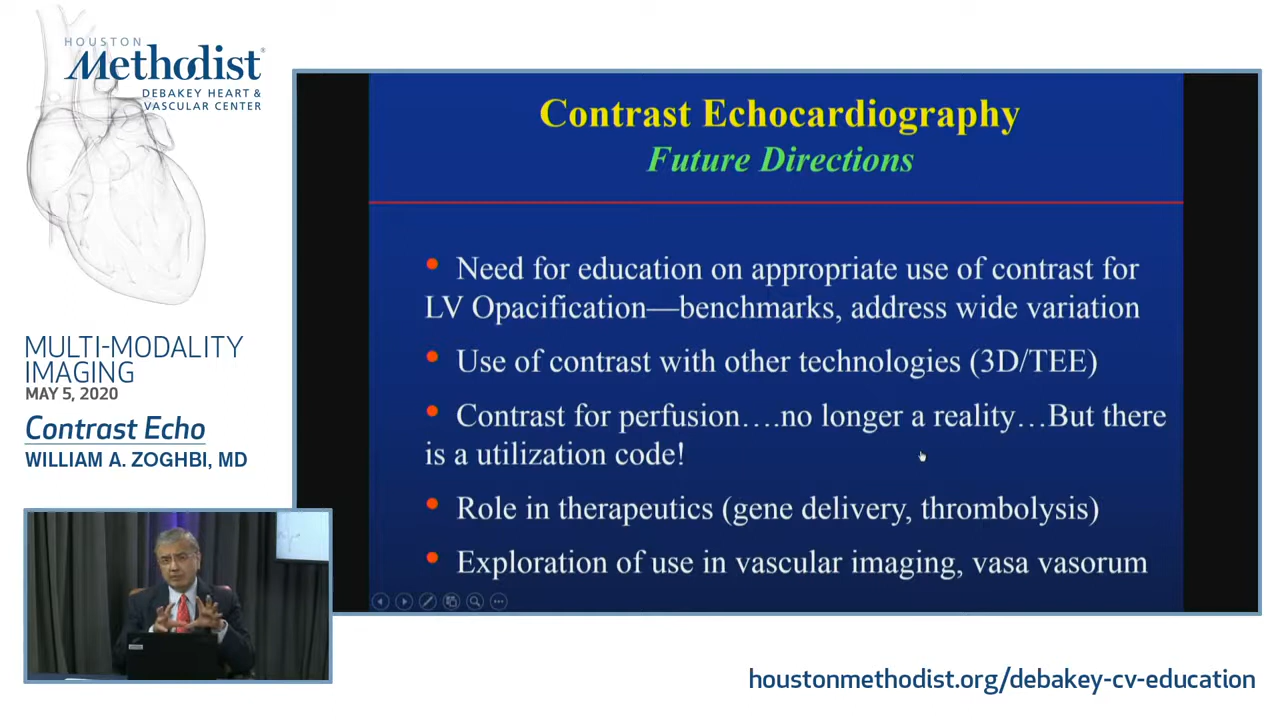 HOUSTON
Methodist®
DEBAKEY HEART &
VASCULAR CENTER
MULTI-MODALITY
IMAGING
MAY 5, 2020
Contrast Echo
WILLIAM A. ZOGHBI, MD
Contrast Echocardiography
Future Directions
• Need for education on appropriate use of contrast for
LV Opacification—benchmarks, address wide variation
• Use of contrast with other technologies (3D/TEE)
• Contrast for perfusion….no longer a reality…But there
is a utilization code!
• Role in therapeutics (gene delivery, thrombolysis)
• Exploration of use in vascular imaging, vasa vasorum
houstonmethodist.org/debakey-cv-education